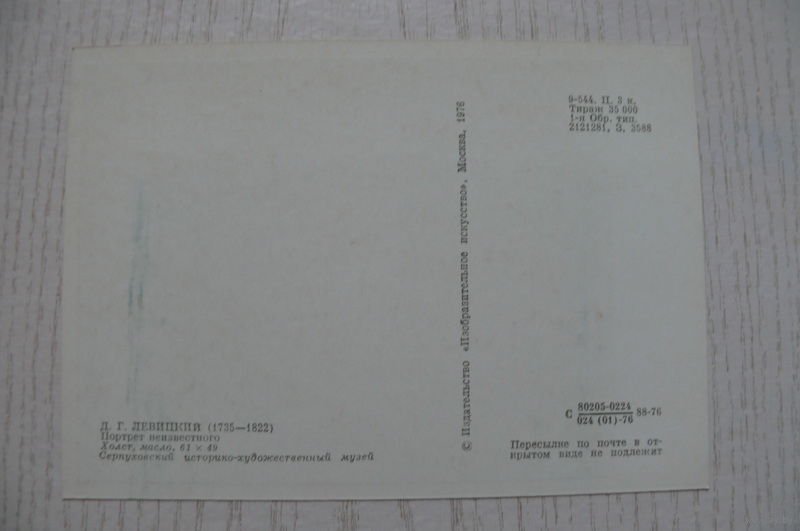 9-544. Ц. 3 к.
Тираж 35 000
1-я Обр. тип.
2121281, З. 3588
© Издательство «Изобразительное искусство», Москва, 1976
Д. Г. ЛЕВИЦКИЙ (1735—1822)
Портрет неизвестного
Холст, масло. 61 × 49
Серпуховский историко-художественный музей
С 80205-0224 88-76
024 (01)-76
Пересылке по почте в от-
крытом виде не подлежит